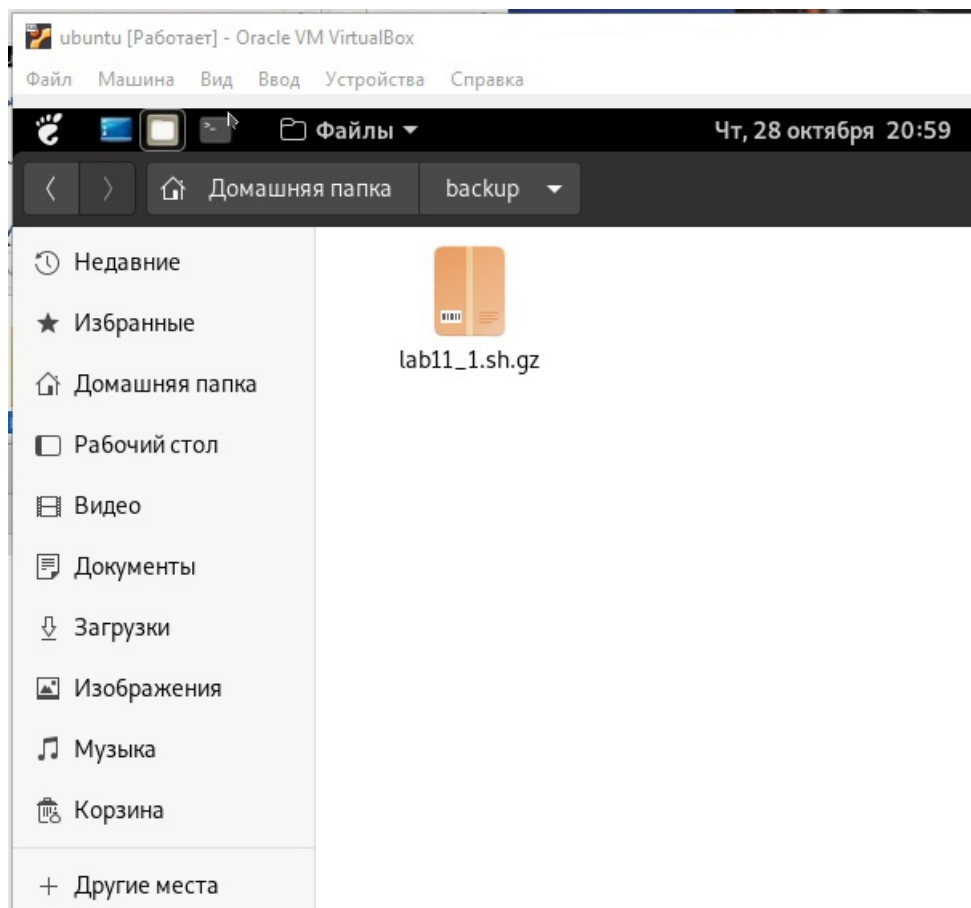 ubuntu [Работает] - Oracle VM VirtualBox
Файл Машина Вид Ввод Устройства Справка
Файлы Чт, 28 октября 20:59
Домашняя папка backup
Недавние
Избранные
lab11_1.sh.gz
Домашняя папка
Рабочий стол
Видео
Документы
Загрузки
Изображения
Музыка
Корзина
+ Другие места